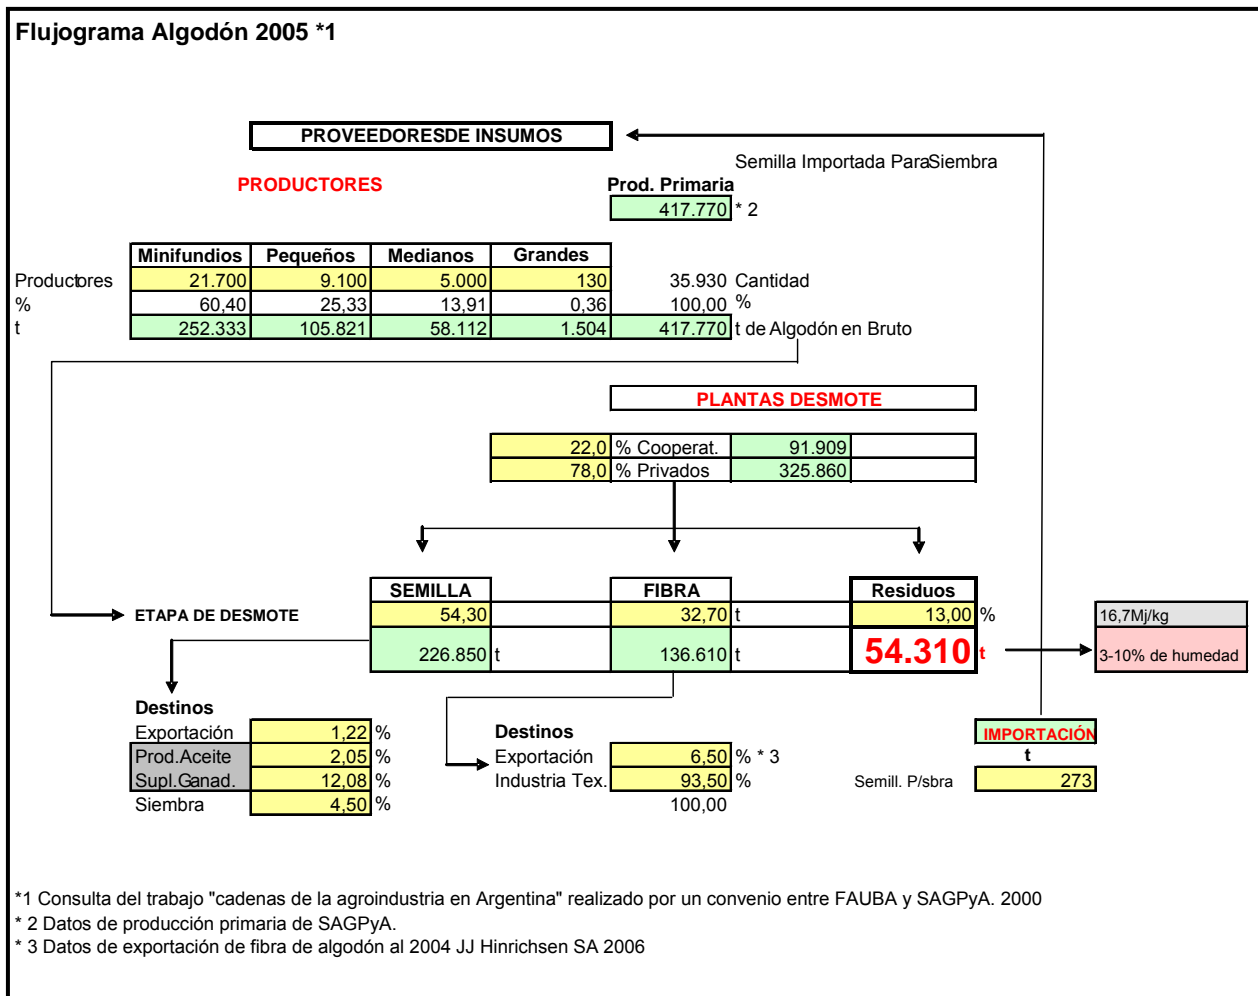 Flujograma Algodón 2005 *1
PROVEEDORESDE INSUMOS
Semilla Importada ParaSiembra
PRODUCTORES Prod. Primaria
417.770 * 2
Minifundios Pequeños Medianos Grandes
Productores 21.700 9.100 5.000 130 35.930 Cantidad
% 60,40 25,33 13,91 0,36 100,00 %
t 252.333 105.821 58.112 1.504 417.770 t de Algodón en Bruto
PLANTAS DESMOTE
22,0 % Cooperat. 91.909
78,0 % Privados 325.860
SEMILLA FIBRA Residuos
ETAPA DE DESMOTE 54,30 32,70 t 13,00 % 16,7Mj/kg
226.850 t 136.610 t 54.310 t 3-10% de humedad
Destinos
Exportación 1,22 % Destinos IMPORTACIÓN
Prod.Aceite 2,05 % Exportación 6,50 % * 3 t
Supl.Ganad. 12,08 % Industria Tex. 93,50 % Semill. P/sbra 273
Siembra 4,50 % 100,00
*1 Consulta del trabajo "cadenas de la agroindustria en Argentina" realizado por un convenio entre FAUBA y SAGPyA. 2000
* 2 Datos de producción primaria de SAGPyA.
* 3 Datos de exportación de fibra de algodón al 2004 JJ Hinrichsen SA 2006